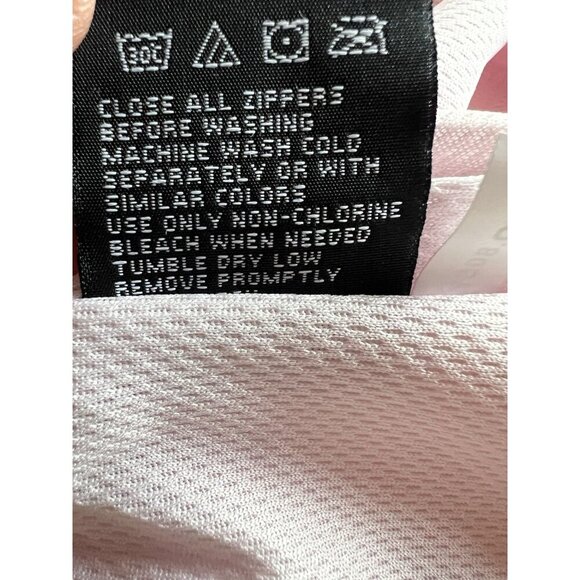 30C
CLOSE ALL ZIPPERS
BEFORE WASHING
MACHINE WASH COLD
SEPARATELY OR WITH
SIMILAR COLORS
USE ONLY NON-CHLORINE
BLEACH WHEN NEEDED
TUMBLE DRY LOW
REMOVE PROMPTLY